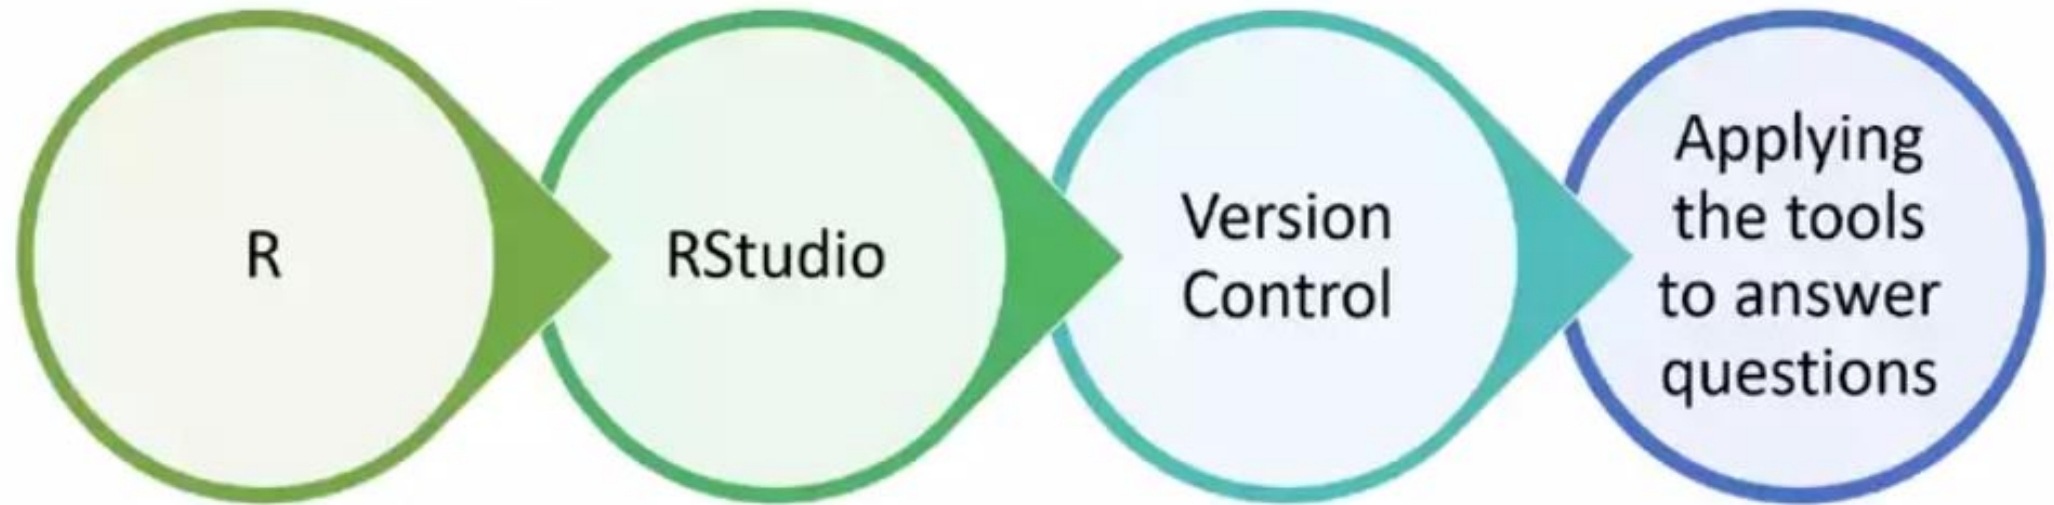 R
RStudio
Version
Control
Applying
the tools
to answer
questions